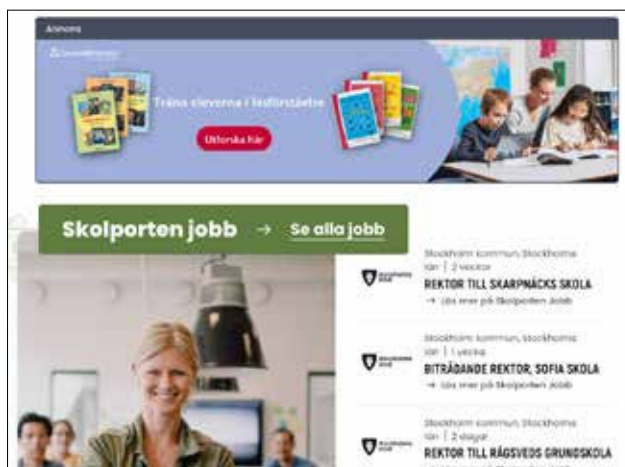 Annons
Träna eleverna i läsförståelse
Utforska här
Skolporten jobb → Se alla jobb
Stockholm kommun, Stockholms
län | 2 veckor
REKTOR TILL SKARPNÄCKS SKOLA
→ Läs mer på Skolporten Jobb
Stockholm kommun, Stockholms
län | 1 vecka
BITRÄDANDE REKTOR, SOFIA SKOLA
→ Läs mer på Skolporten Jobb
Stockholm kommun, Stockholms
län | 2 dagar
REKTOR TILL RÅGSVEDS GRUNDSKOLA